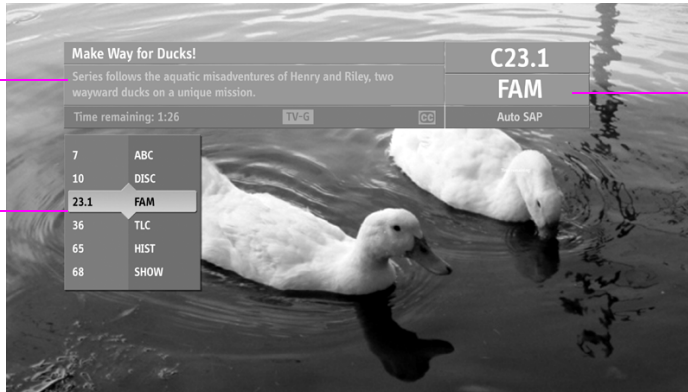 Make Way for Ducks!
C23.1
Series follows the aquatic misadventures of Henry and Riley, two
wayward ducks on a unique mission.
FAM
Time remaining: 1:26 TV-G CC Auto SAP
7 ABC
10 DISC
23.1 FAM
36 TLC
65 HIST
68 SHOW